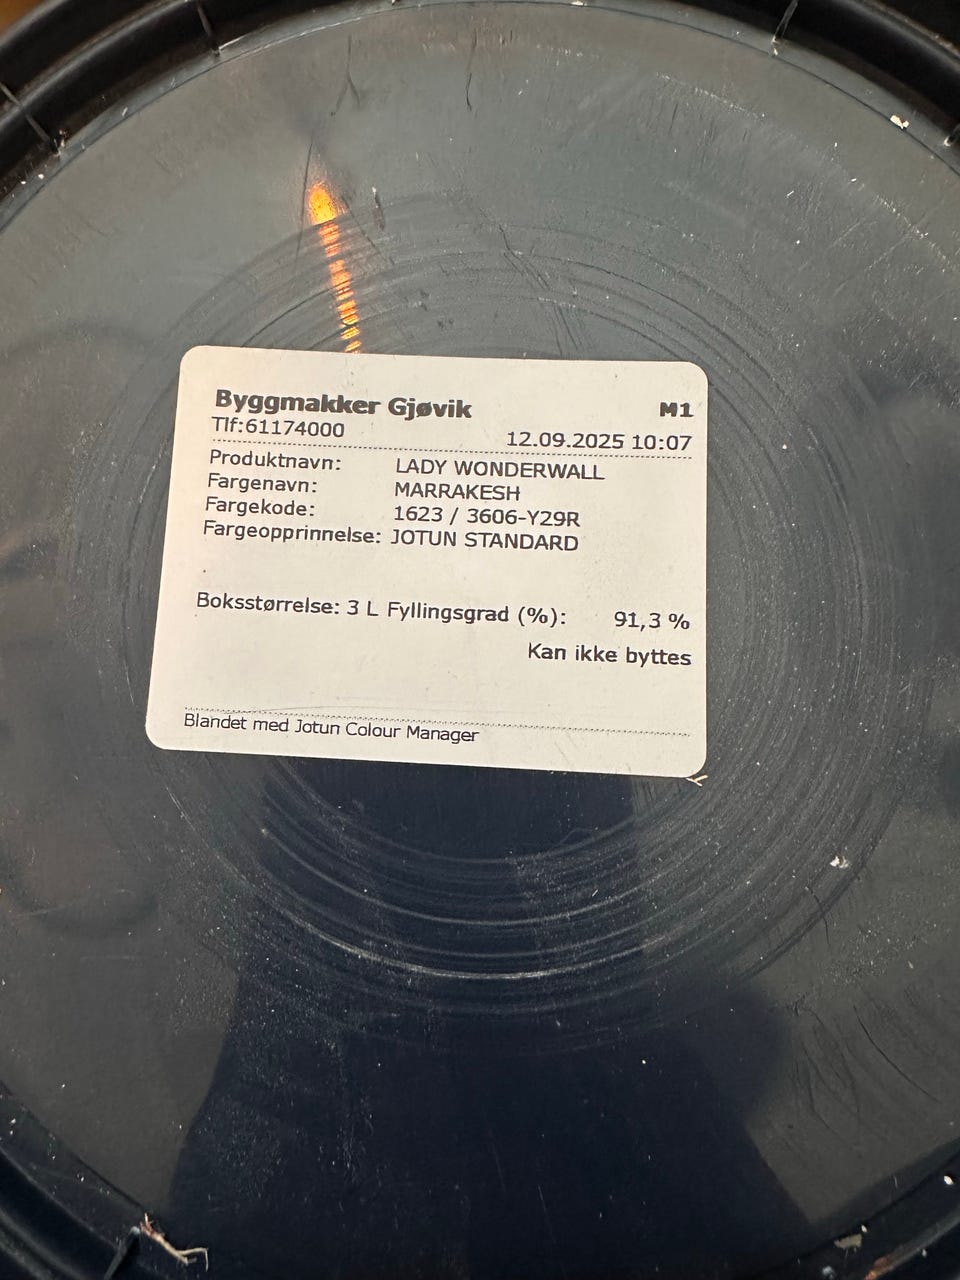 Byggmakker Gjøvik M1
Tlf:61174000 12.09.2025 10:07
Produktnavn: LADY WONDERWALL
Fargenavn: MARRAKESH
Fargekode: 1623 / 3606-Y29R
Fargeopprinnelse: JOTUN STANDARD
Boksstørrelse: 3 L Fyllingsgrad (%): 91,3 %
Kan ikke byttes
Blandet med Jotun Colour Manager